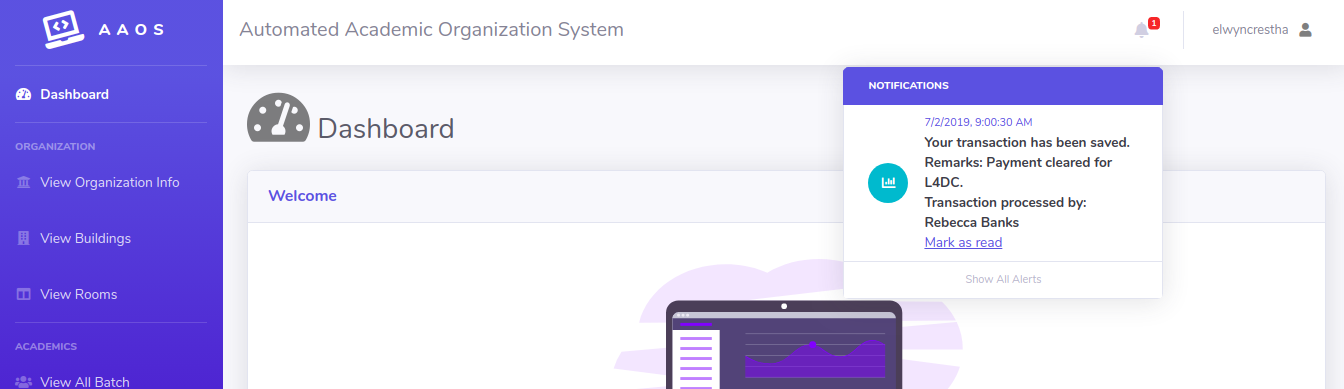 AAOS
Automated Academic Organization System
1
elwyncrestha
Dashboard
ORGANIZATION
View Organization Info
View Buildings
View Rooms
ACADEMICS
View All Batch
Dashboard
Welcome
NOTIFICATIONS
7/2/2019, 9:00:30 AM
Your transaction has been saved.
Remarks: Payment cleared for
L4DC.
Transaction processed by:
Rebecca Banks
Mark as read
Show All Alerts